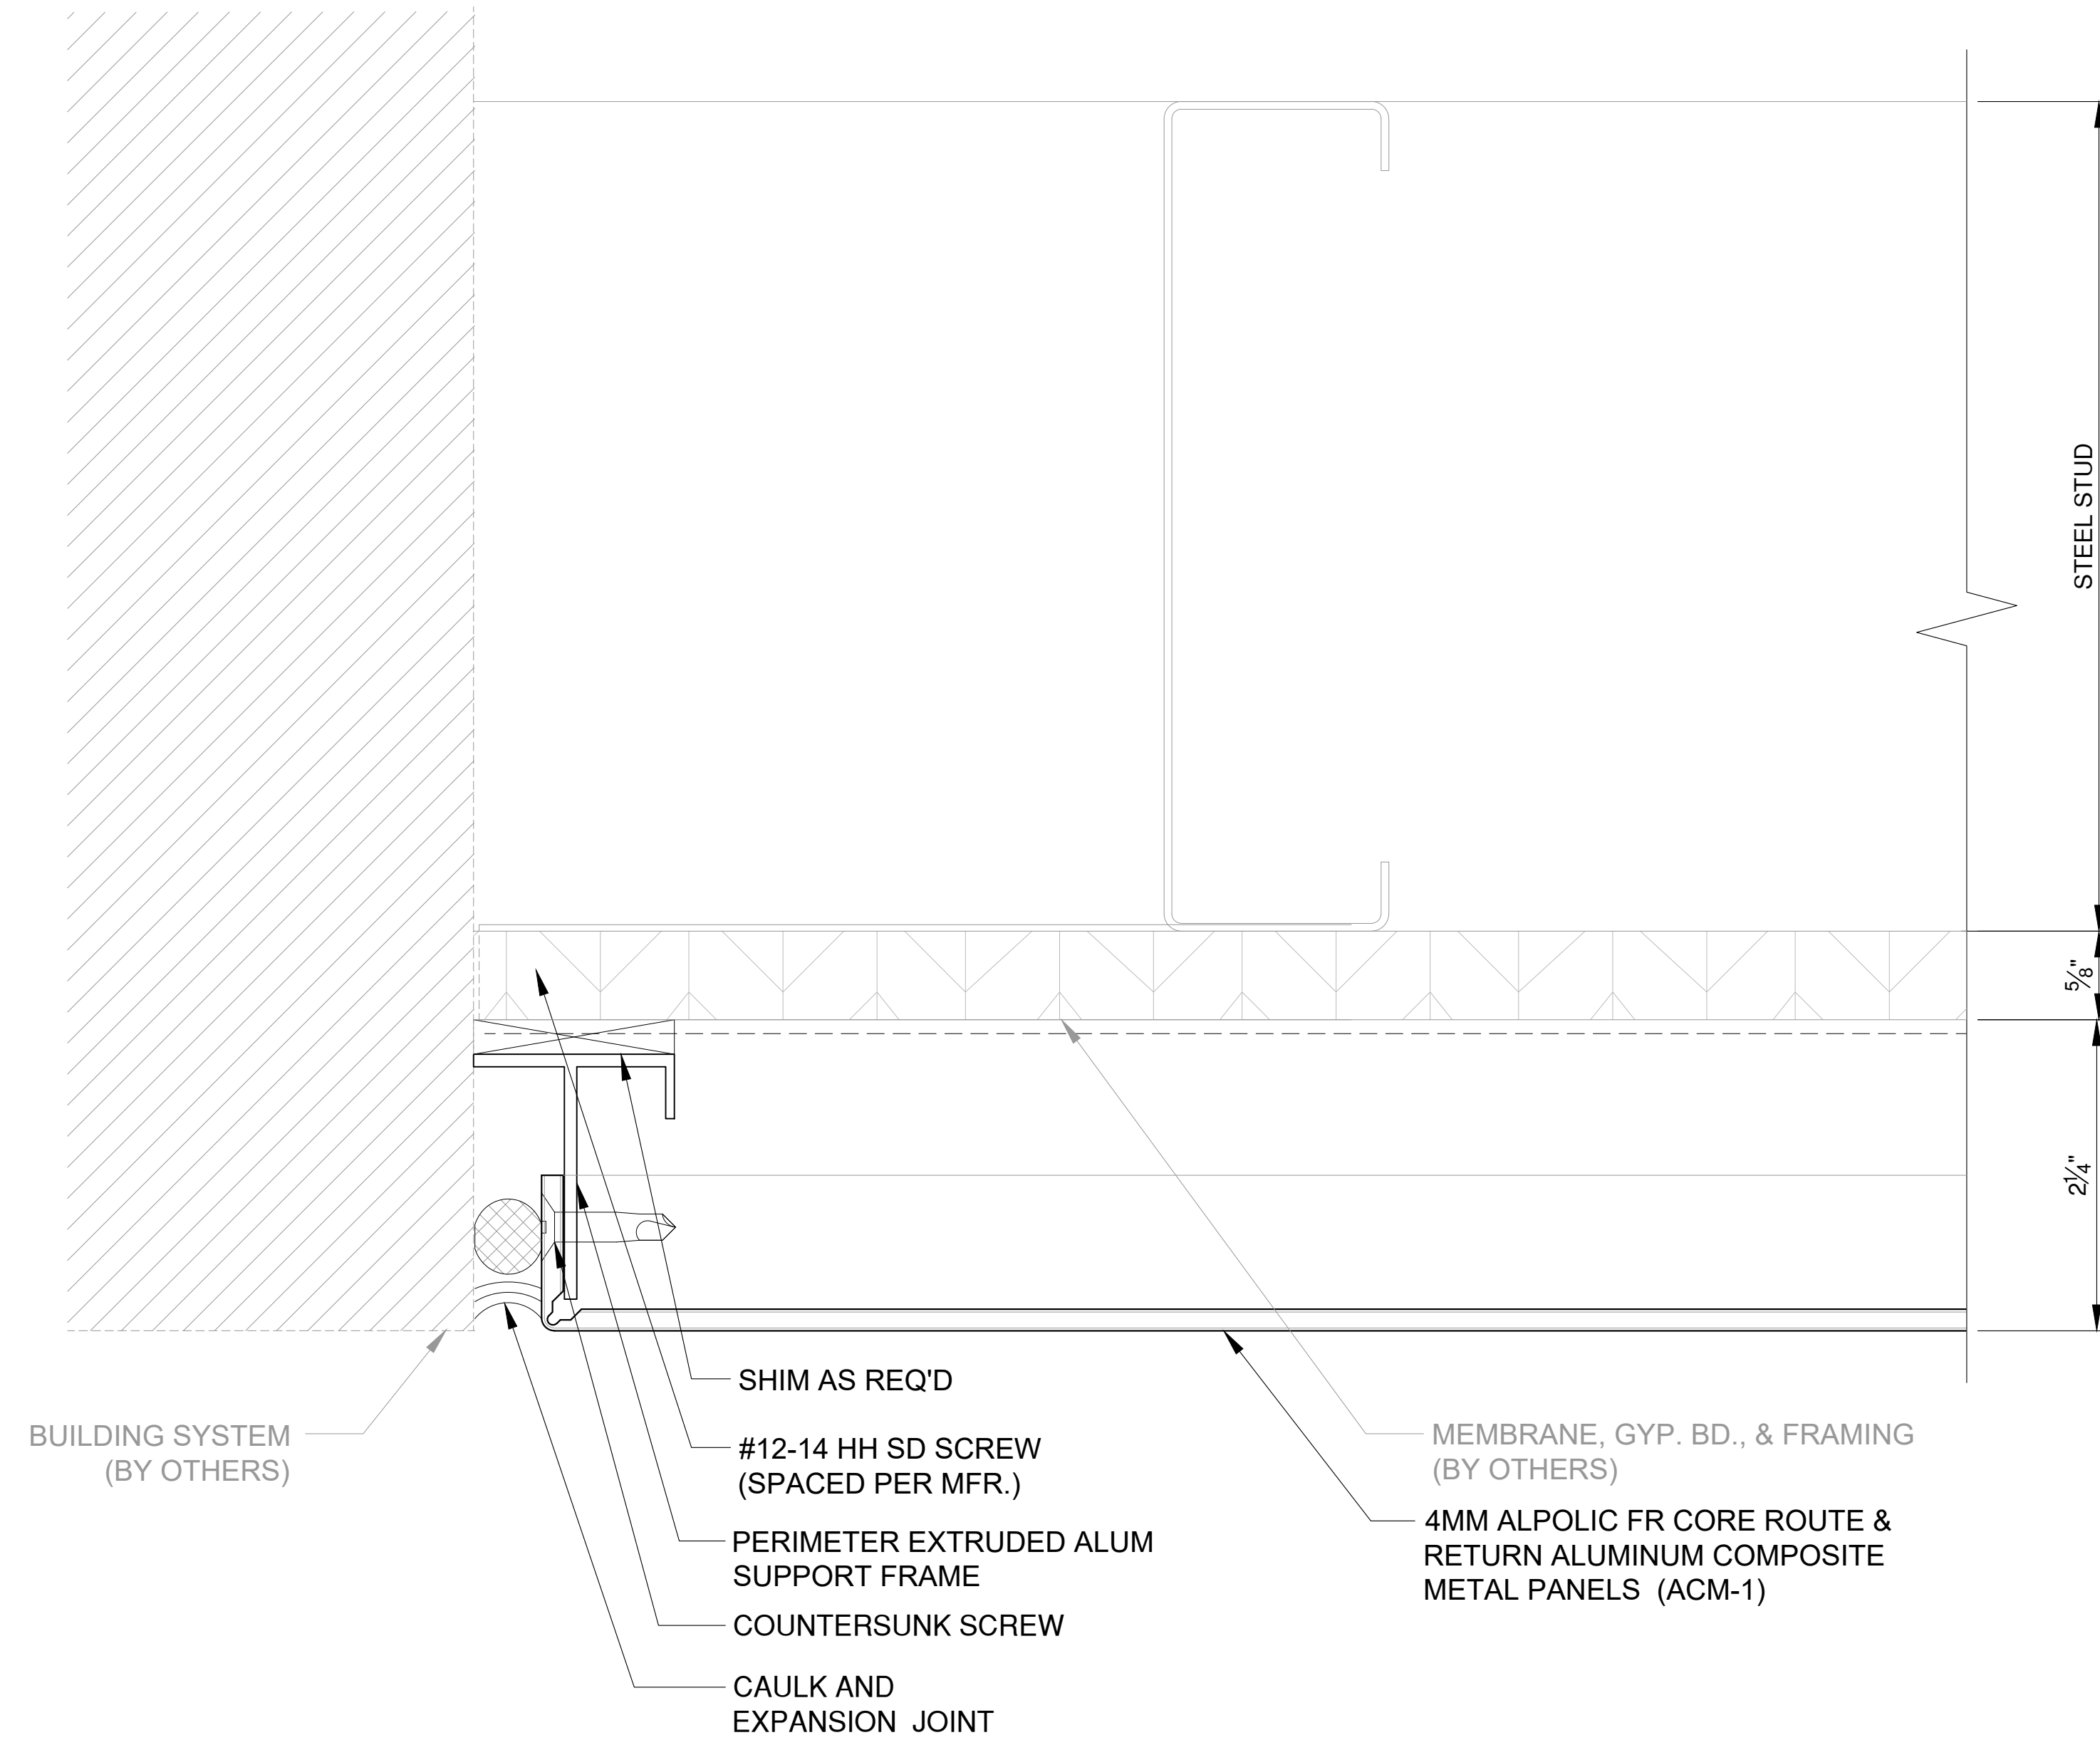 STEEL STUD
5/8"
2 1/4"
SHIM AS REQ'D
#12-14 HH SD SCREW
(SPACED PER MFR.)
PERIMETER EXTRUDED ALUM
SUPPORT FRAME
COUNTERSUNK SCREW
CAULK AND
EXPANSION JOINT
BUILDING SYSTEM
(BY OTHERS)
MEMBRANE, GYP. BD., & FRAMING
(BY OTHERS)
4MM ALPOLIC FR CORE ROUTE &
RETURN ALUMINUM COMPOSITE
METAL PANELS (ACM-1)